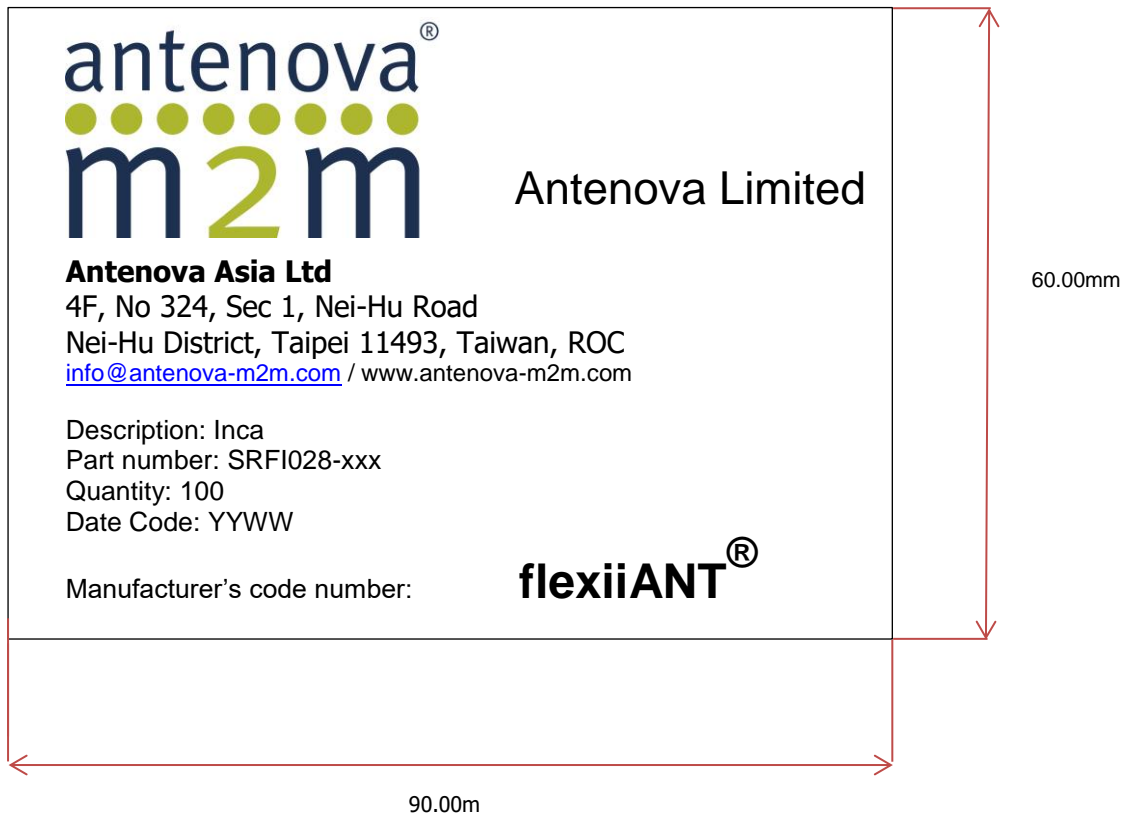 antenova®
m2m
Antenova Limited
Antenova Asia Ltd
4F, No 324, Sec 1, Nei-Hu Road
Nei-Hu District, Taipei 11493, Taiwan, ROC
info@antenova-m2m.com / www.antenova-m2m.com
Description: Inca
Part number: SRFI028-xxx
Quantity: 100
Date Code: YYWW
Manufacturer’s code number: flexiiANT®
60.00mm
90.00m